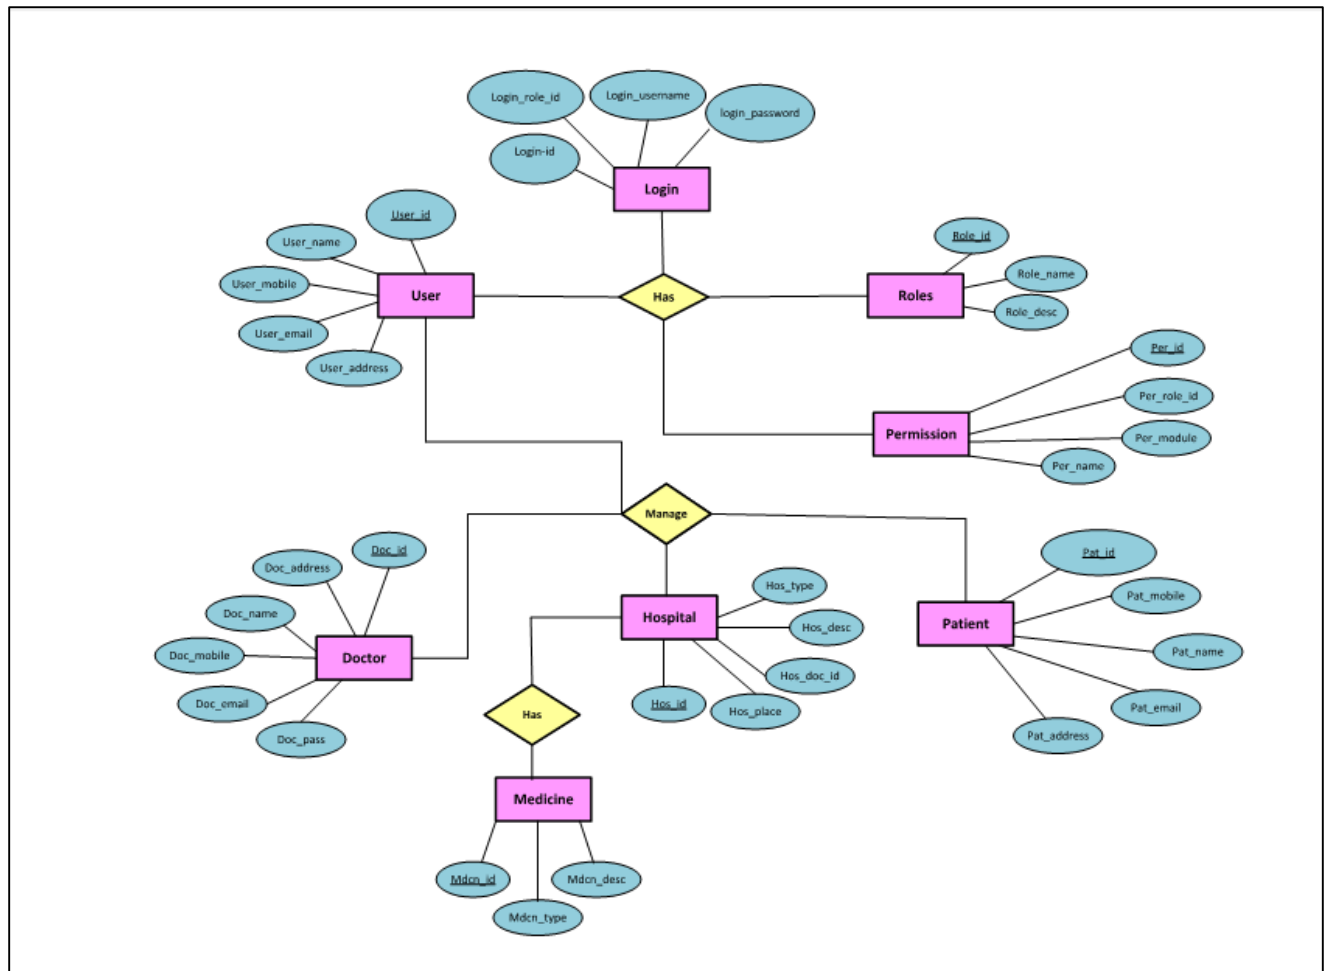 Login_role_id
Login_username
login_password
Login-id
Login
User_id
User_name
User_mobile
User_email
User_address
User
Has
Roles
Role_id
Role_name
Role_desc
Per_id
Per_role_id
Per_module
Per_name
Permission
Manage
Doc_id
Doc_address
Doc_name
Doc_mobile
Doc_email
Doc_pass
Doctor
Hospital
Hos_type
Hos_desc
Hos_doc_id
Hos_place
Hos_id
Patient
Pat_id
Pat_mobile
Pat_name
Pat_email
Pat_address
Has
Medicine
Mdcn_id
Mdcn_type
Mdcn_desc